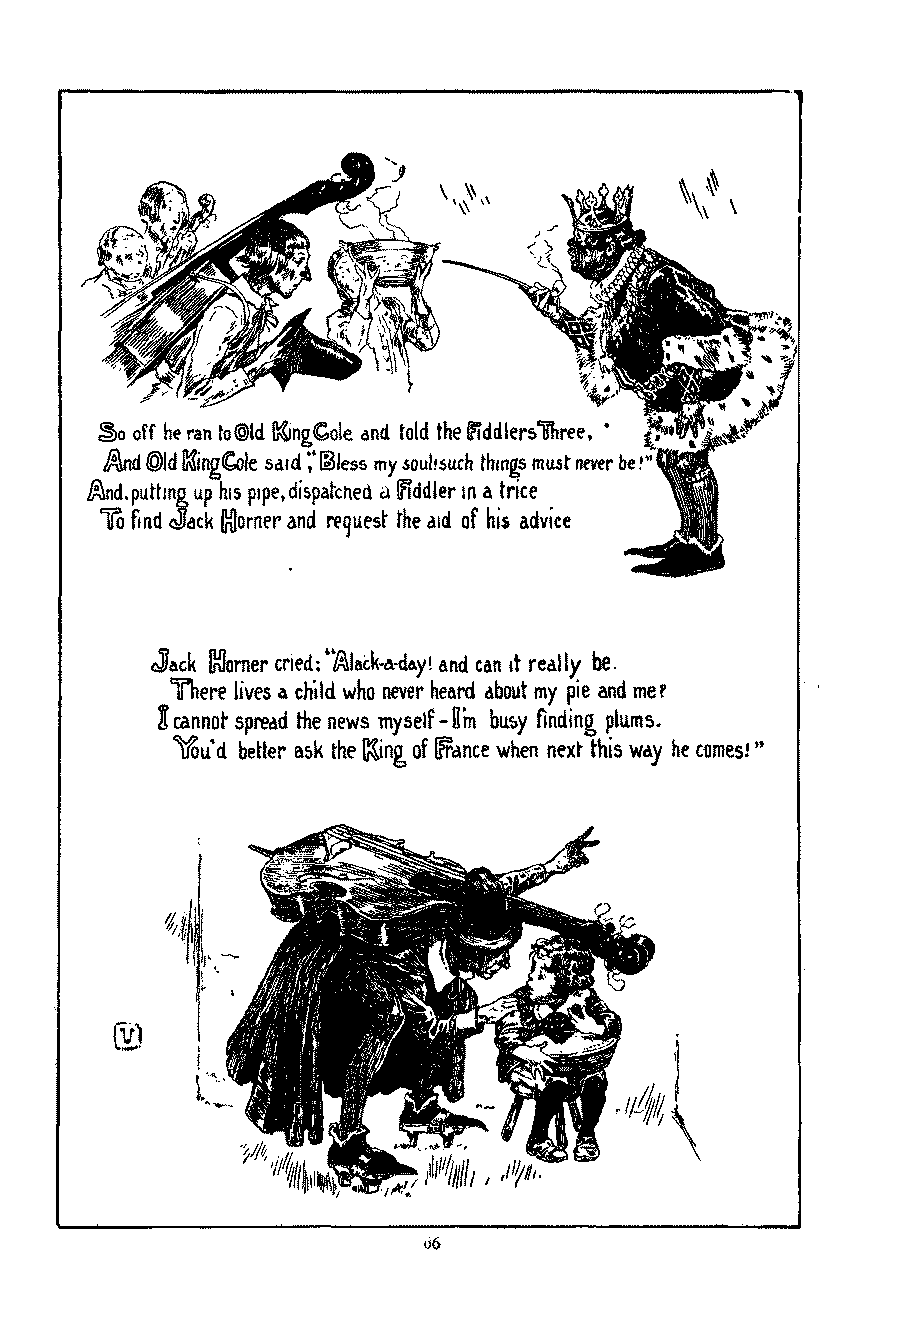 So off he ran to Old King Cole and told the Fiddlers Three,
And Old King Cole said, "Bless my soul! such things must never be!"
And, putting up his pipe, dispatched a Fiddler in a trice
To find Jack Horner and request the aid of his advice
Jack Horner cried: "Alack-a-day! and can it really be.
There lives a child who never heard about my pie and me?
I cannot spread the news myself - I'm busy finding plums.
You'd better ask the King of France when next this way he comes!"
66